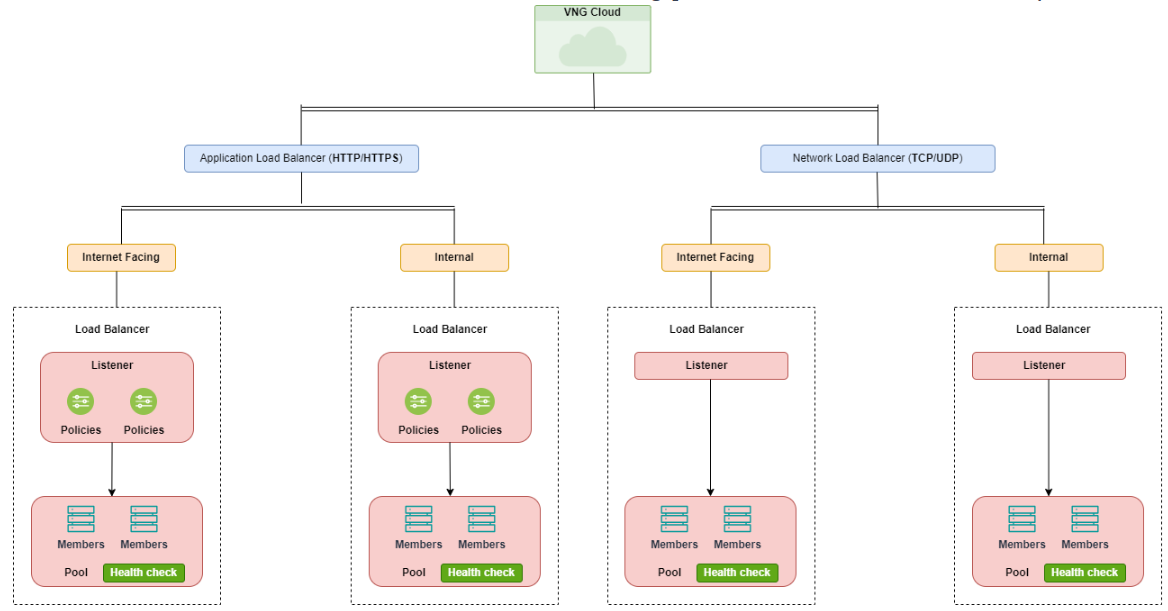 VNG Cloud
Application Load Balancer (HTTP/HTTPS)
Network Load Balancer (TCP/UDP)
Internet Facing
Internal
Internet Facing
Internal
Load Balancer
Load Balancer
Load Balancer
Load Balancer
Listener
Listener
Listener
Listener
Policies Policies
Policies Policies
Members Members
Members Members
Members Members
Members Members
Pool Health check
Pool Health check
Pool Health check
Pool Health check